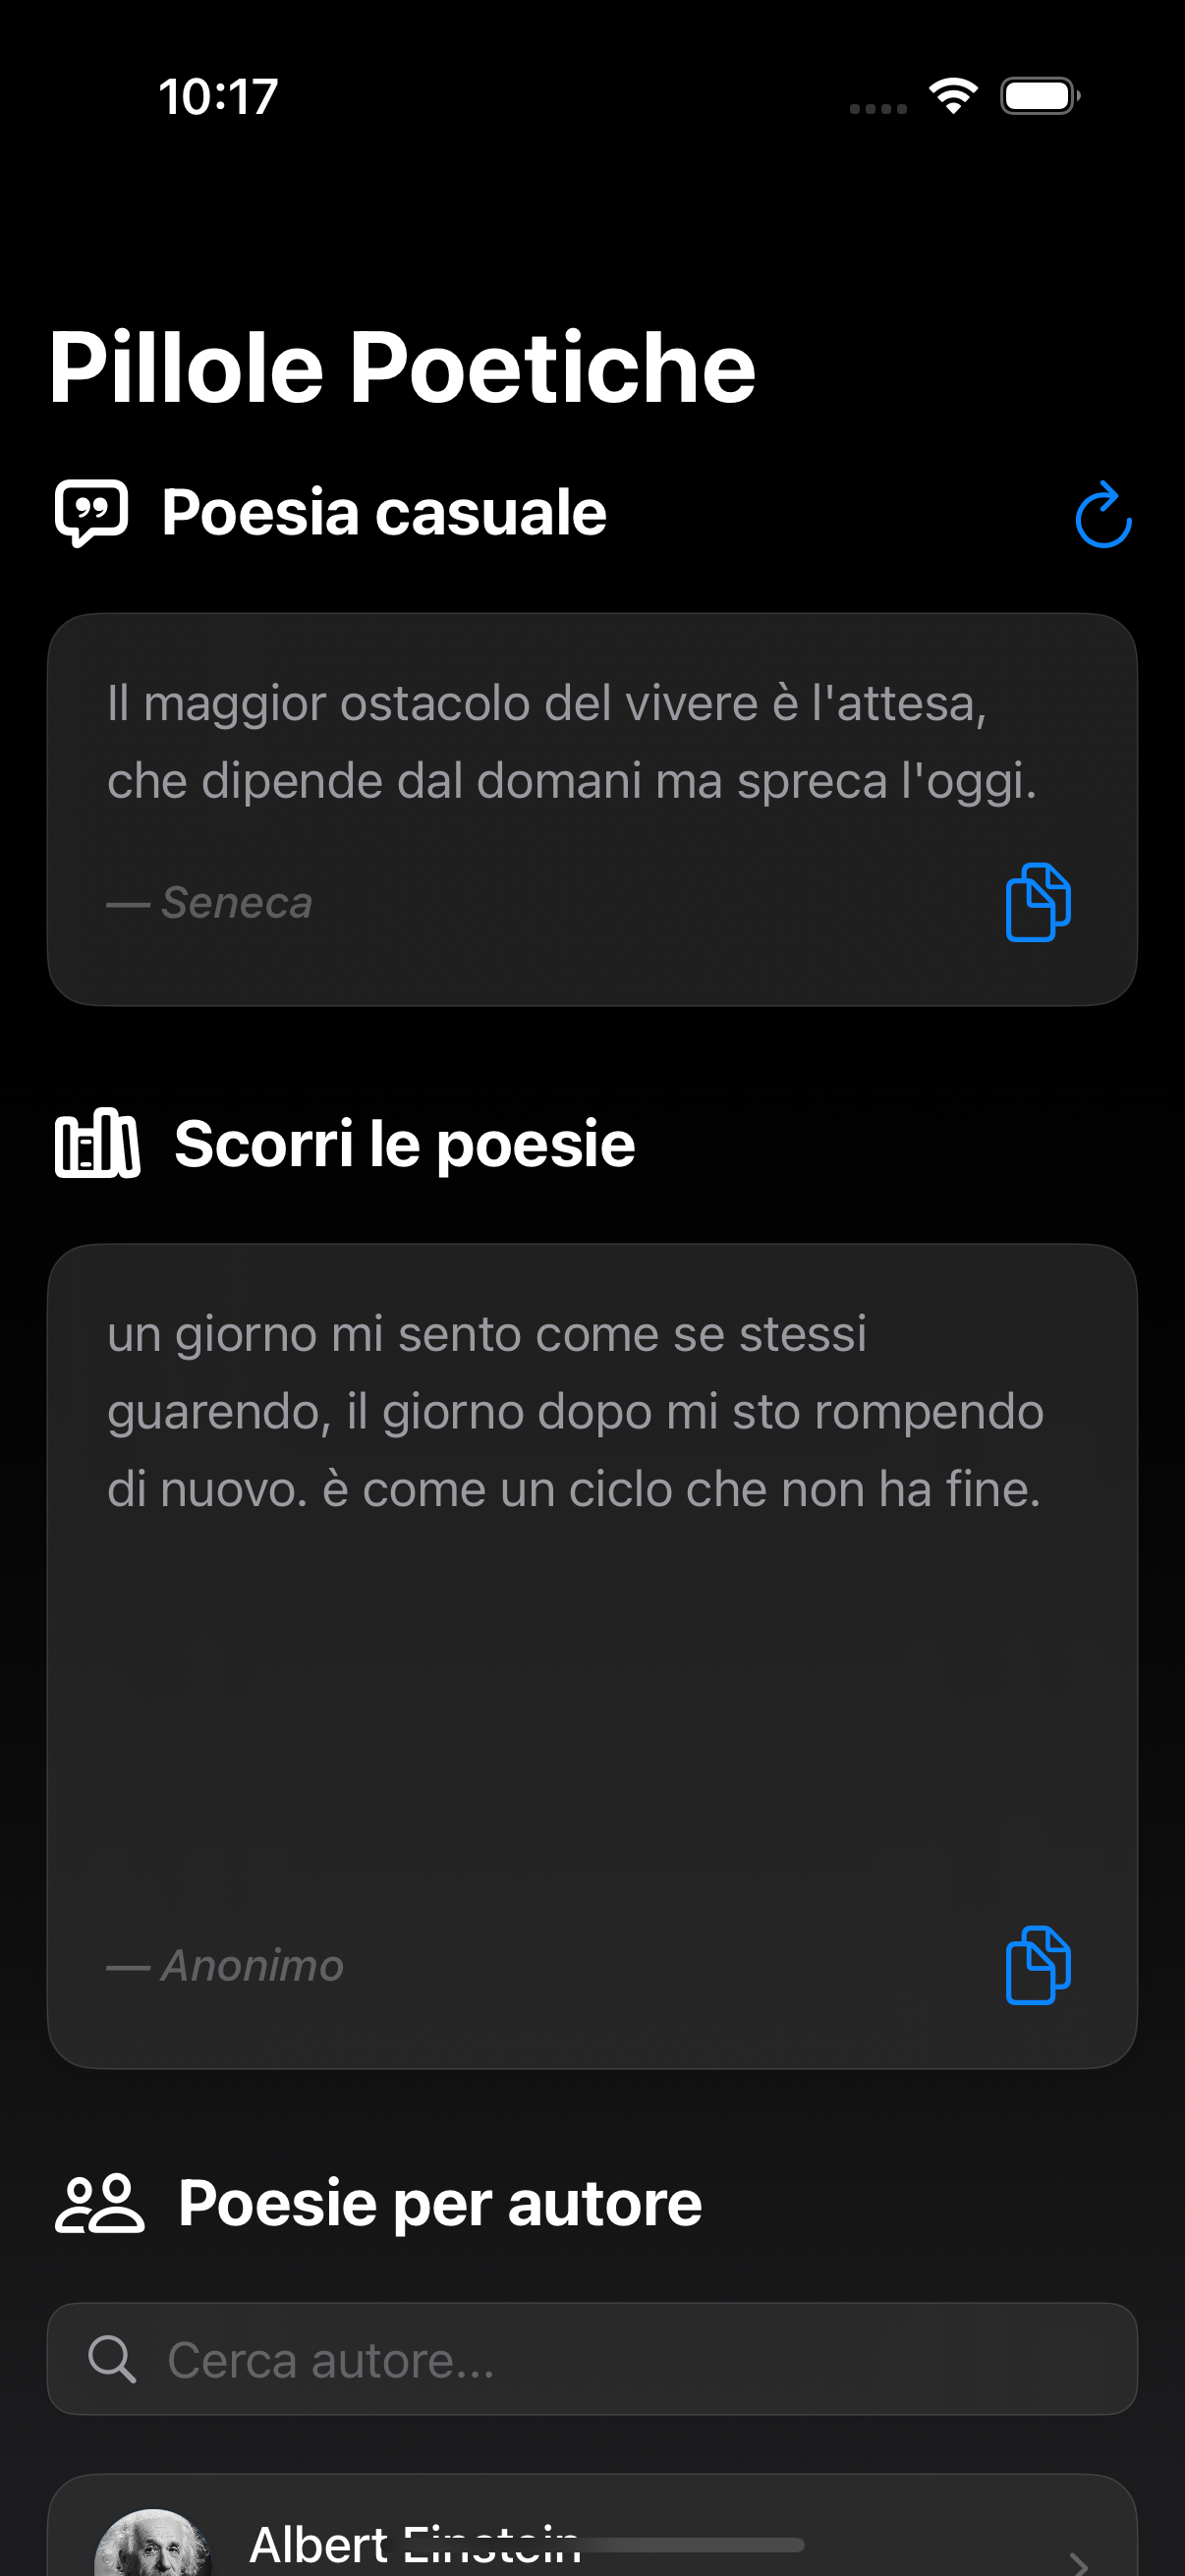 10:17
Pillole Poetiche
Poesia casuale
Il maggior ostacolo del vivere è l'attesa,
che dipende dal domani ma spreca l'oggi.
— Seneca
Scorri le poesie
un giorno mi sento come se stessi
guarendo, il giorno dopo mi sto rompendo
di nuovo. è come un ciclo che non ha fine.
— Anonimo
Poesie per autore
Cerca autore...
Albert Einstein